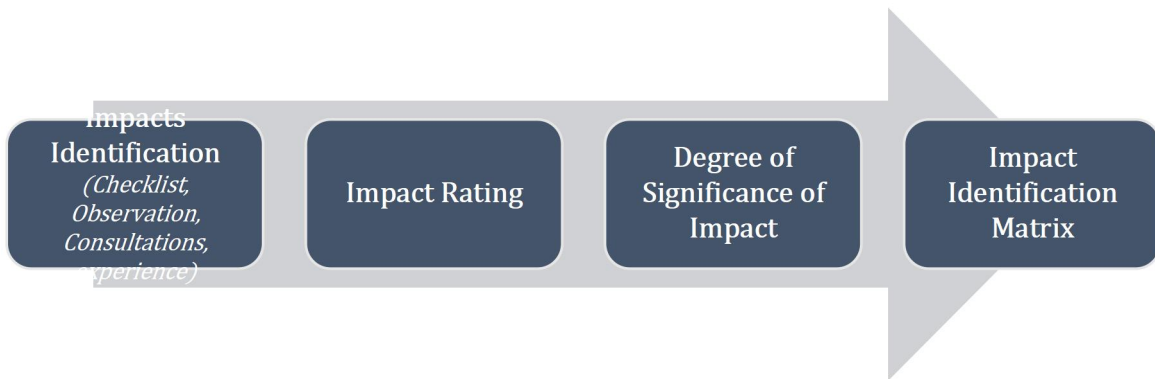 Impacts
Identification
(Checklist,
Observation,
Consultations,
experience)
Impact Rating
Degree of
Significance of
Impact
Impact
Identification
Matrix